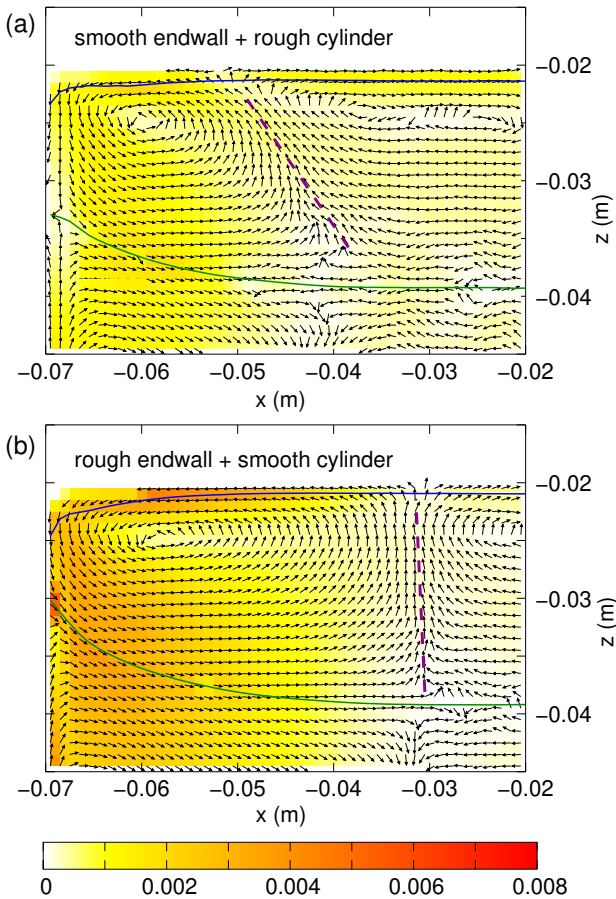 (a)
smooth endwall + rough cylinder
−0.02
−0.03
−0.04
z (m)
−0.07 −0.06 −0.05 −0.04 −0.03 −0.02
x (m)
(b)
rough endwall + smooth cylinder
−0.02
−0.03
−0.04
z (m)
−0.07 −0.06 −0.05 −0.04 −0.03 −0.02
x (m)
0 0.002 0.004 0.006 0.008